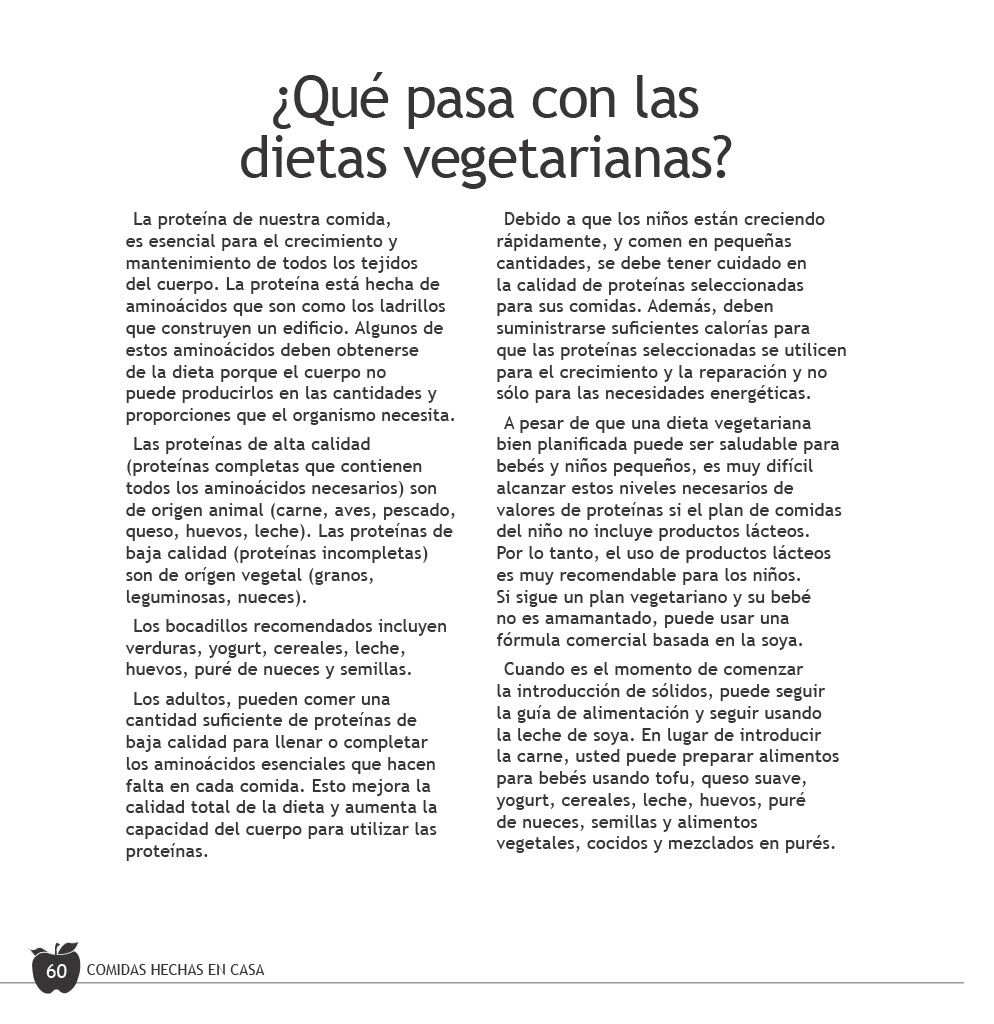 ¿Qué pasa con las
dietas vegetarianas?
La proteína de nuestra comida,
es esencial para el crecimiento y
mantenimiento de todos los tejidos
del cuerpo. La proteína está hecha de
aminoácidos que son como los ladrillos
que construyen un edificio. Algunos de
estos aminoácidos deben obtenerse
de la dieta porque el cuerpo no
puede producirlos en las cantidades y
proporciones que el organismo necesita.
Las proteínas de alta calidad
(proteínas completas que contienen
todos los aminoácidos necesarios) son
de origen animal (carne, aves, pescado,
queso, huevos, leche). Las proteínas de
baja calidad (proteínas incompletas)
son de orígen vegetal (granos,
leguminosas, nueces).
Los bocadillos recomendados incluyen
verduras, yogurt, cereales, leche,
huevos, puré de nueces y semillas.
Los adultos, pueden comer una
cantidad suficiente de proteínas de
baja calidad para llenar o completar
los aminoácidos esenciales que hacen
falta en cada comida. Esto mejora la
calidad total de la dieta y aumenta la
capacidad del cuerpo para utilizar las
proteínas.
Debido a que los niños están creciendo
rápidamente, y comen en pequeñas
cantidades, se debe tener cuidado en
la calidad de proteínas seleccionadas
para sus comidas. Además, deben
suministrarse suficientes calorías para
que las proteínas seleccionadas se utilicen
para el crecimiento y la reparación y no
sólo para las necesidades energéticas.
A pesar de que una dieta vegetariana
bien planificada puede ser saludable para
bebés y niños pequeños, es muy difícil
alcanzar estos niveles necesarios de
valores de proteínas si el plan de comidas
del niño no incluye productos lácteos.
Por lo tanto, el uso de productos lácteos
es muy recomendable para los niños.
Si sigue un plan vegetariano y su bebé
no es amamantado, puede usar una
fórmula comercial basada en la soya.
Cuando es el momento de comenzar
la introducción de sólidos, puede seguir
la guía de alimentación y seguir usando
la leche de soya. En lugar de introducir
la carne, usted puede preparar alimentos
para bebés usando tofu, queso suave,
yogurt, cereales, leche, huevos, puré
de nueces, semillas y alimentos
vegetales, cocidos y mezclados en purés.
60 COMIDAS HECHAS EN CASA